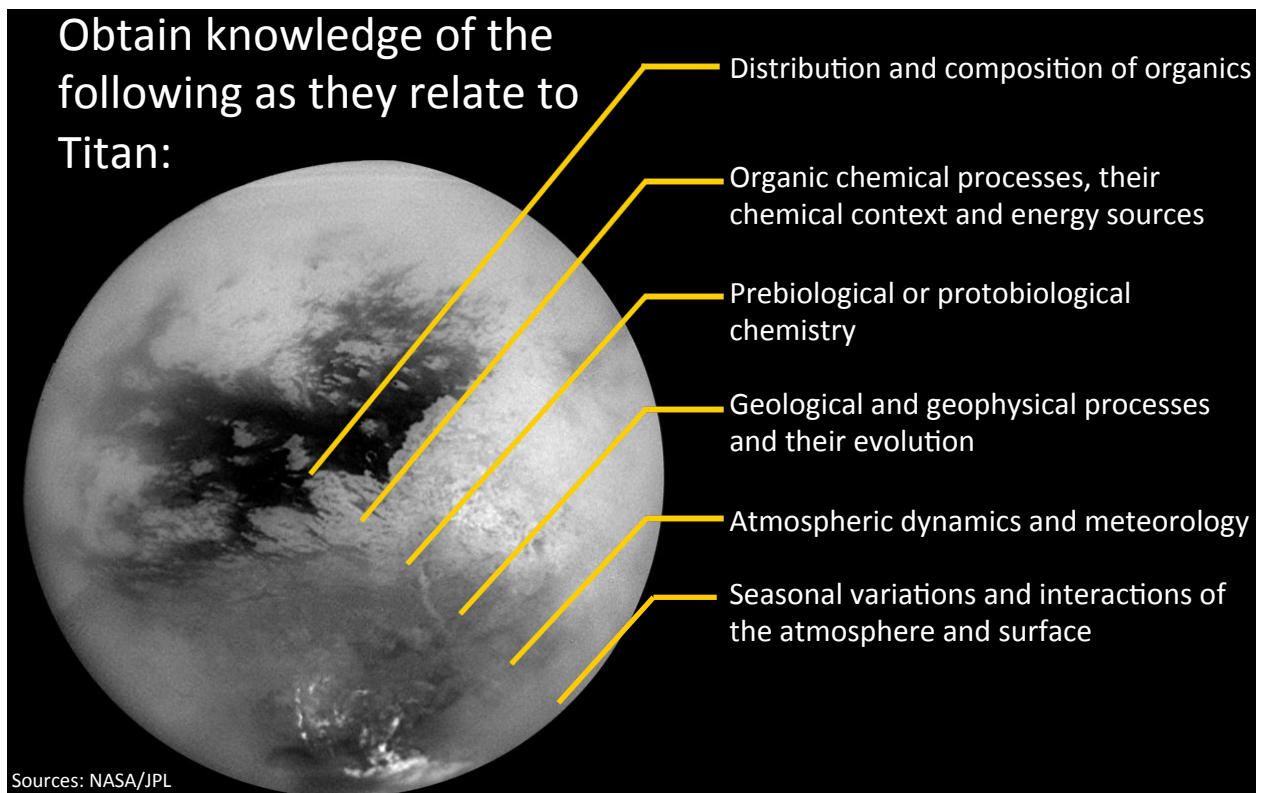 Obtain knowledge of the
following as they relate to
Titan:
Distribution and composition of organics
Organic chemical processes, their
chemical context and energy sources
Prebiological or protobiological
chemistry
Geological and geophysical processes
and their evolution
Atmospheric dynamics and meteorology
Seasonal variations and interactions of
the atmosphere and surface
Sources: NASA/JPL